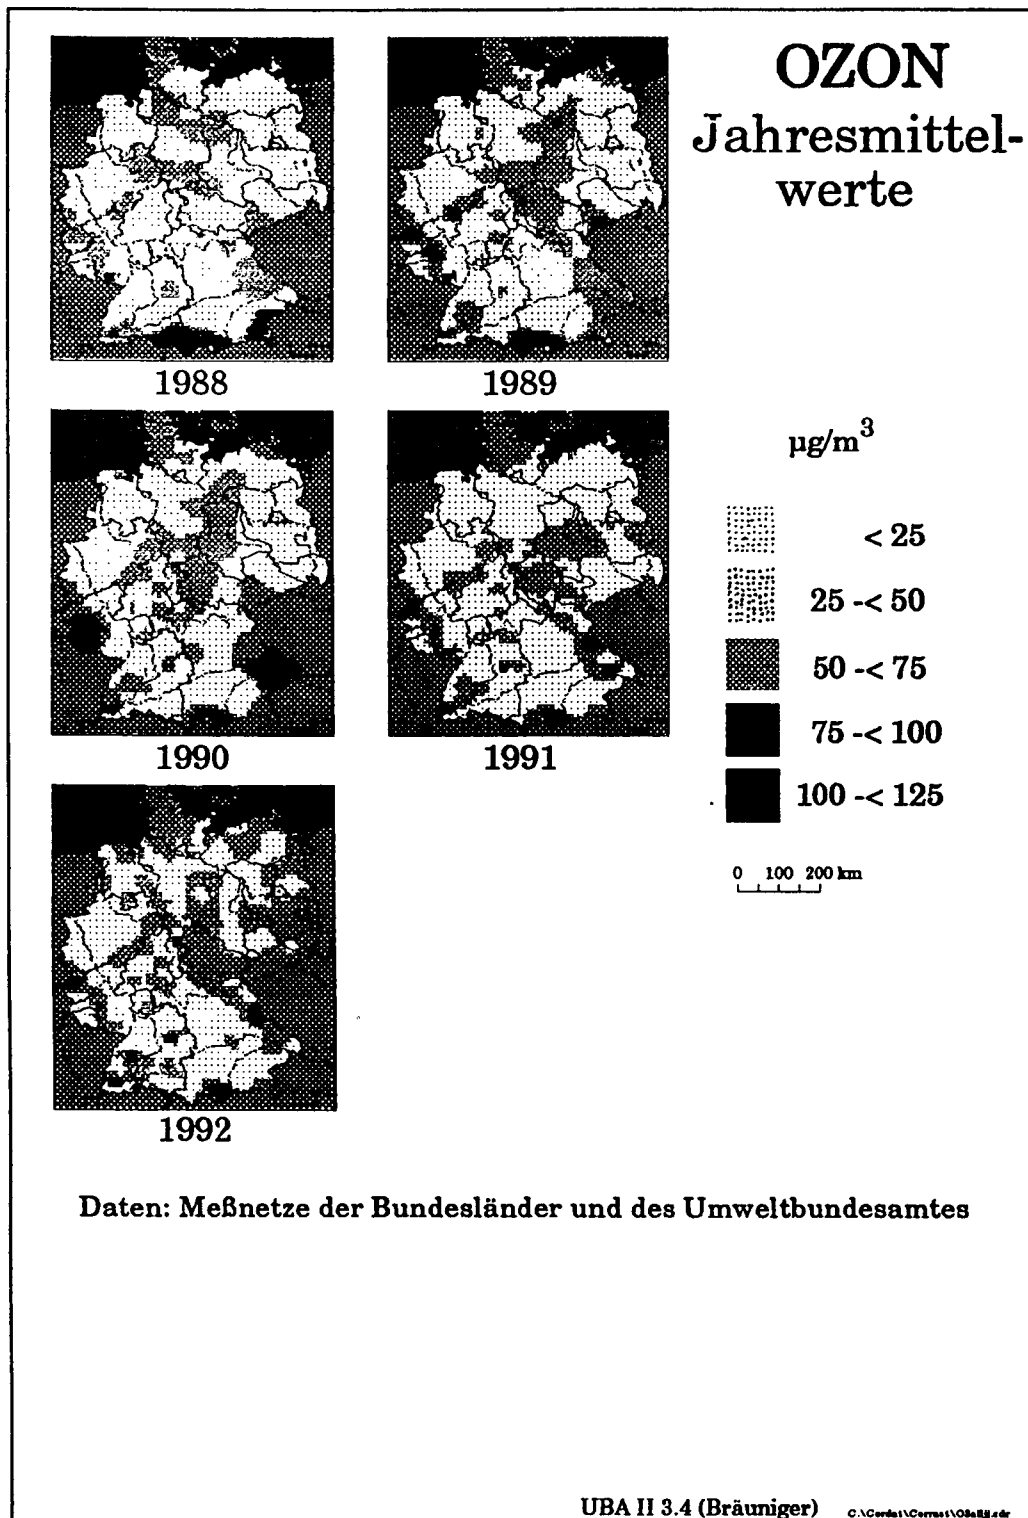 OZON
Jahresmittel-
werte
1988
1989
1990
1991
1992
µg/m³
< 25
25 -< 50
50 -< 75
75 -< 100
100 -< 125
0 100 200 km
Daten: Meßnetze der Bundesländer und des Umweltbundesamtes
UBA II 3.4 (Bräuniger)